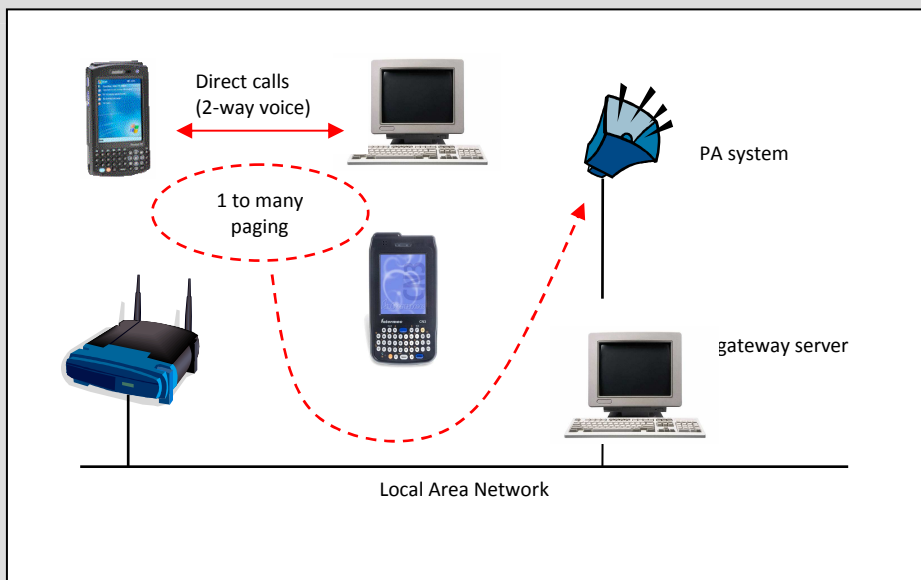 Direct calls
(2-way voice)
PA system
1 to many
paging
gateway server
Local Area Network